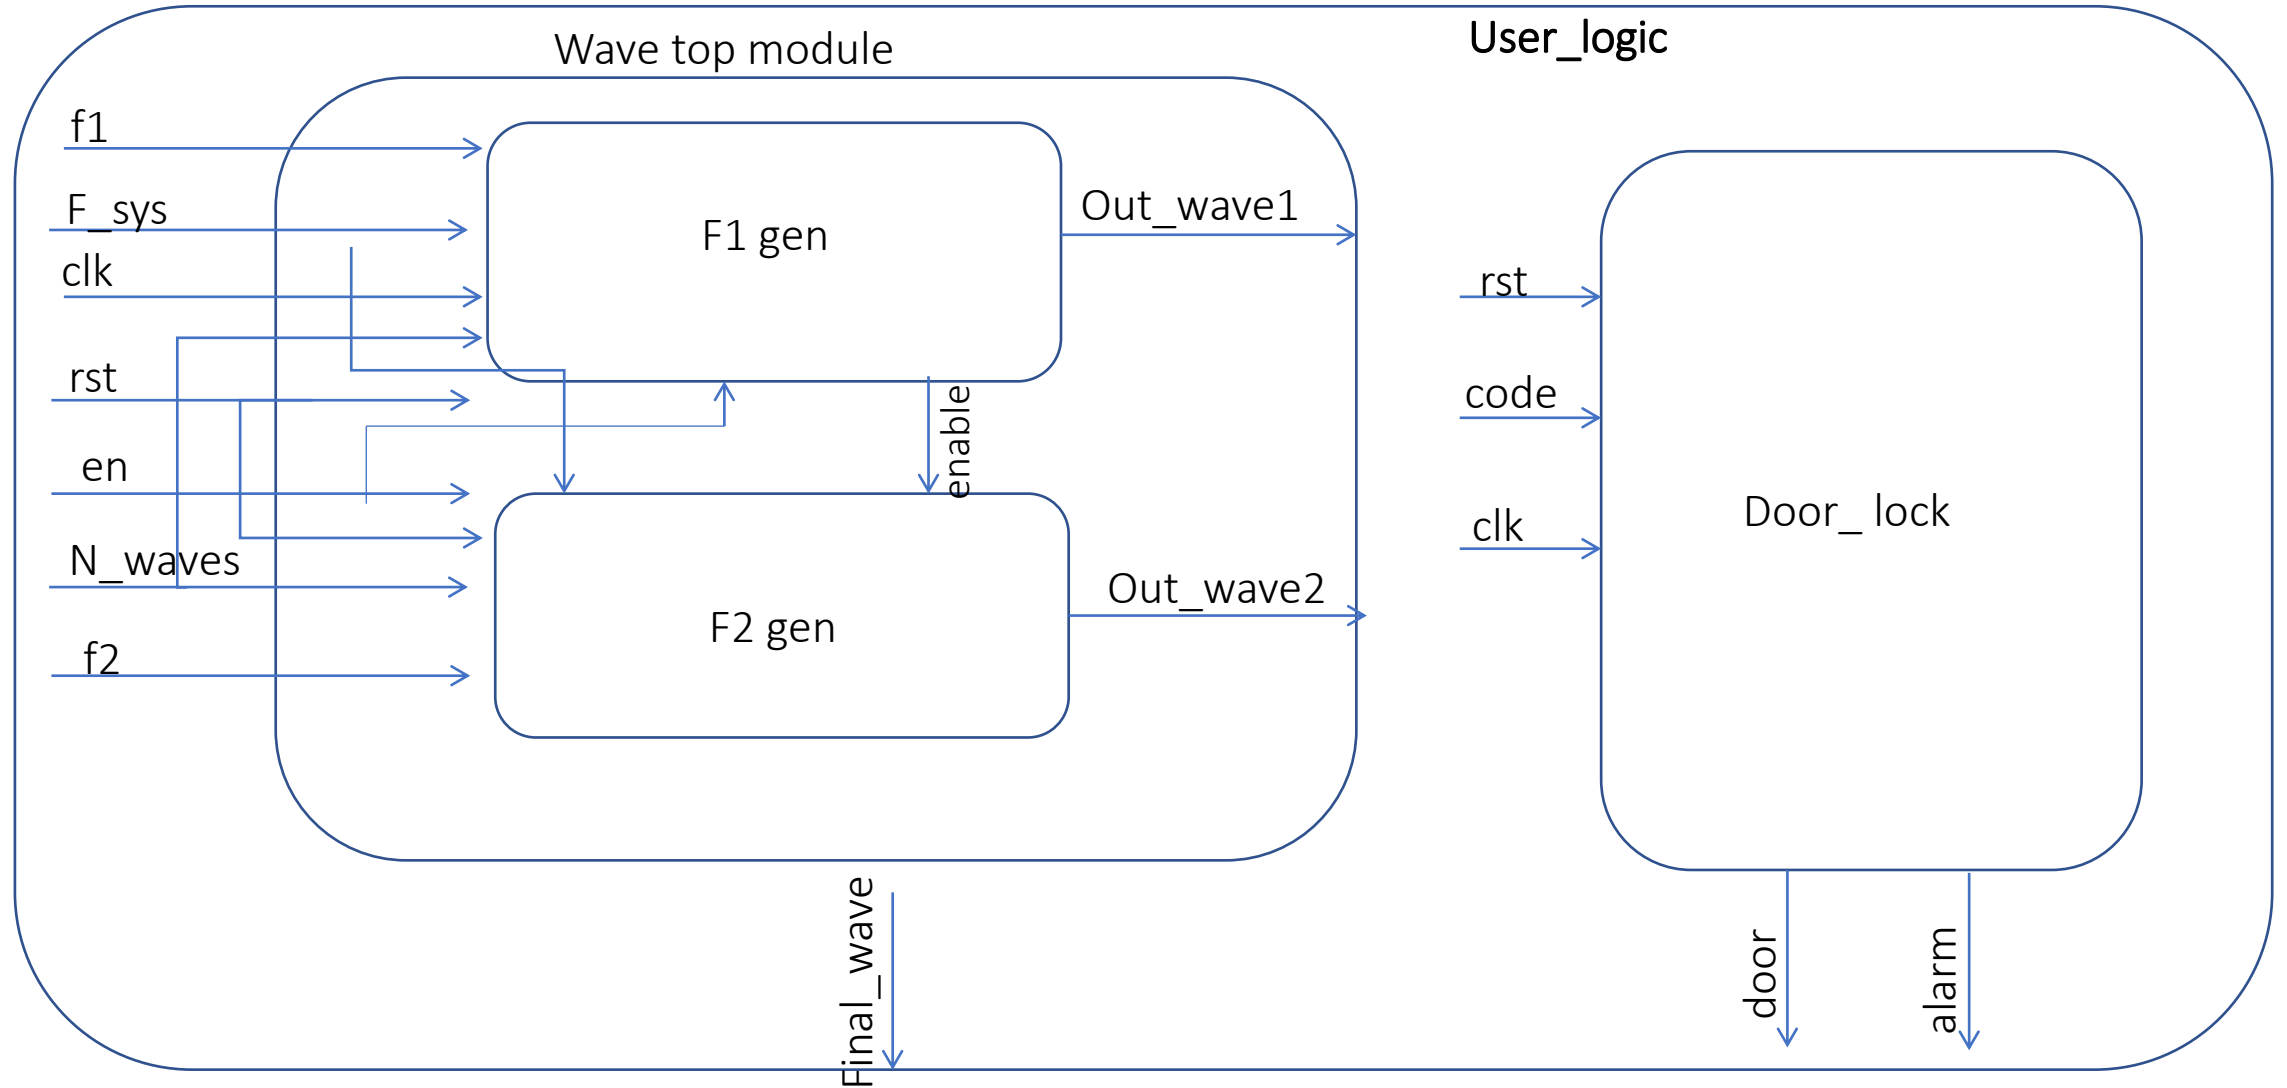 User_logic
Wave top module
f1
F_sys
clk
rst
en
N_waves
f2
F1 gen
Out_wave1
enable
F2 gen
Out_wave2
Final_wave
rst
code
clk
Door_ lock
door
alarm